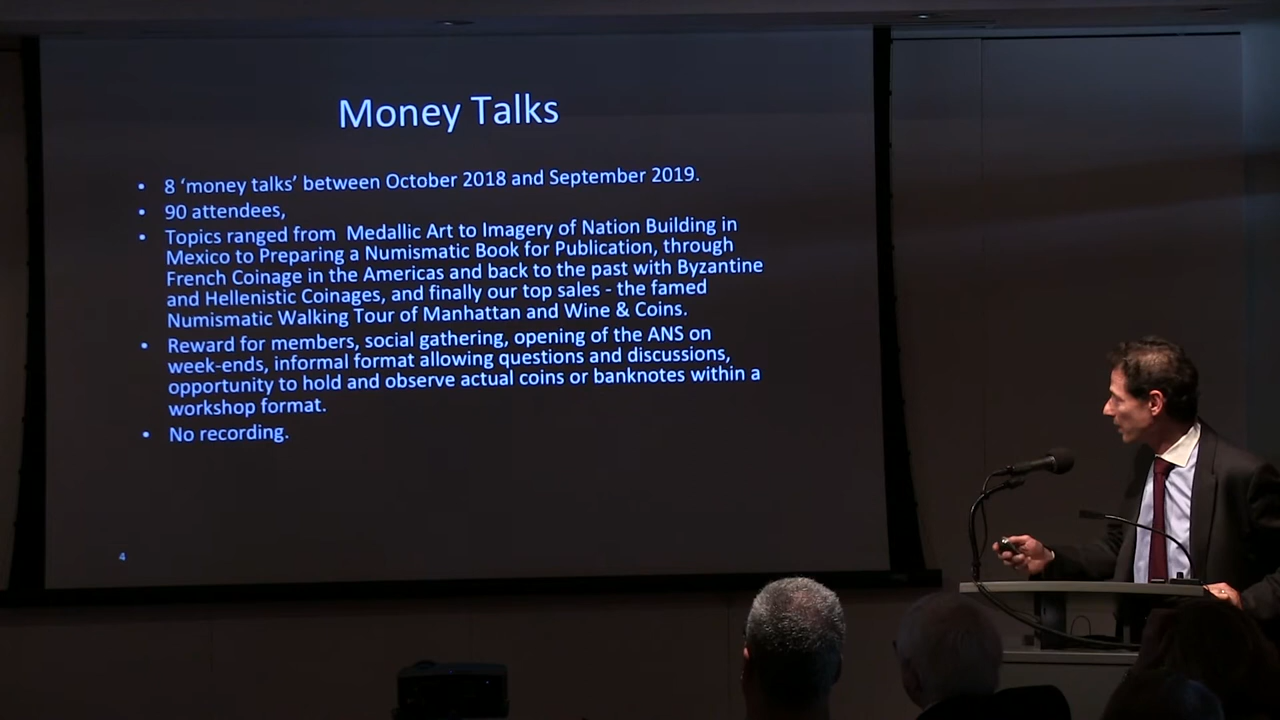 Money Talks
• 8 ‘money talks’ between October 2018 and September 2019.
• 90 attendees,
• Topics ranged from Medallic Art to Imagery of Nation Building in
Mexico to Preparing a Numismatic Book for Publication, through
French Coinage in the Americas and back to the past with Byzantine
and Hellenistic Coinages, and finally our top sales - the famed
Numismatic Walking Tour of Manhattan and Wine & Coins.
• Reward for members, social gathering, opening of the ANS on
week-ends, informal format allowing questions and discussions,
opportunity to hold and observe actual coins or banknotes within a
workshop format.
• No recording.
4